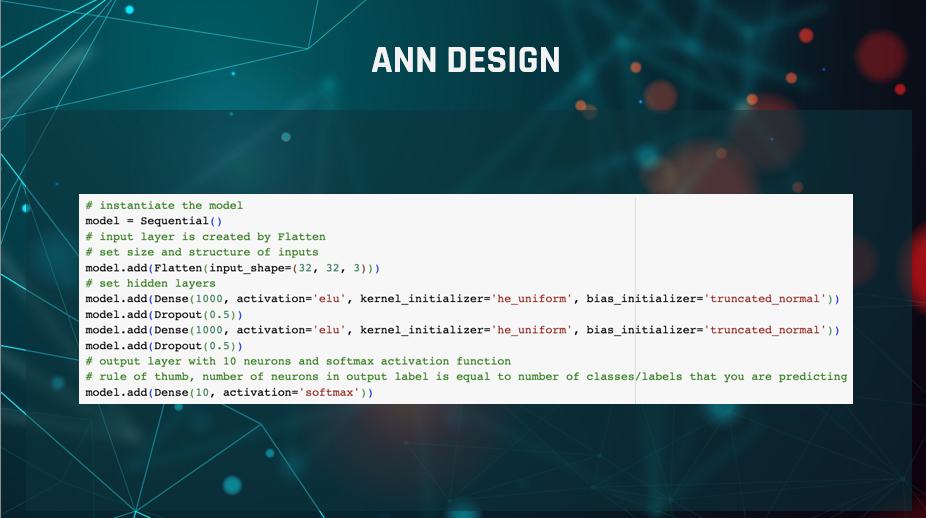 ANN DESIGN
# instantiate the model
model = Sequential()
# input layer is created by Flatten
# set size and structure of inputs
model.add(Flatten(input_shape=(32, 32, 3)))
# set hidden layers
model.add(Dense(1000, activation='elu', kernel_initializer='he_uniform', bias_initializer='truncated_normal'))
model.add(Dropout(0.5))
model.add(Dense(1000, activation='elu', kernel_initializer='he_uniform', bias_initializer='truncated_normal'))
model.add(Dropout(0.5))
# output layer with 10 neurons and softmax activation function
# rule of thumb, number of neurons in output label is equal to number of classes/labels that you are predicting
model.add(Dense(10, activation='softmax'))